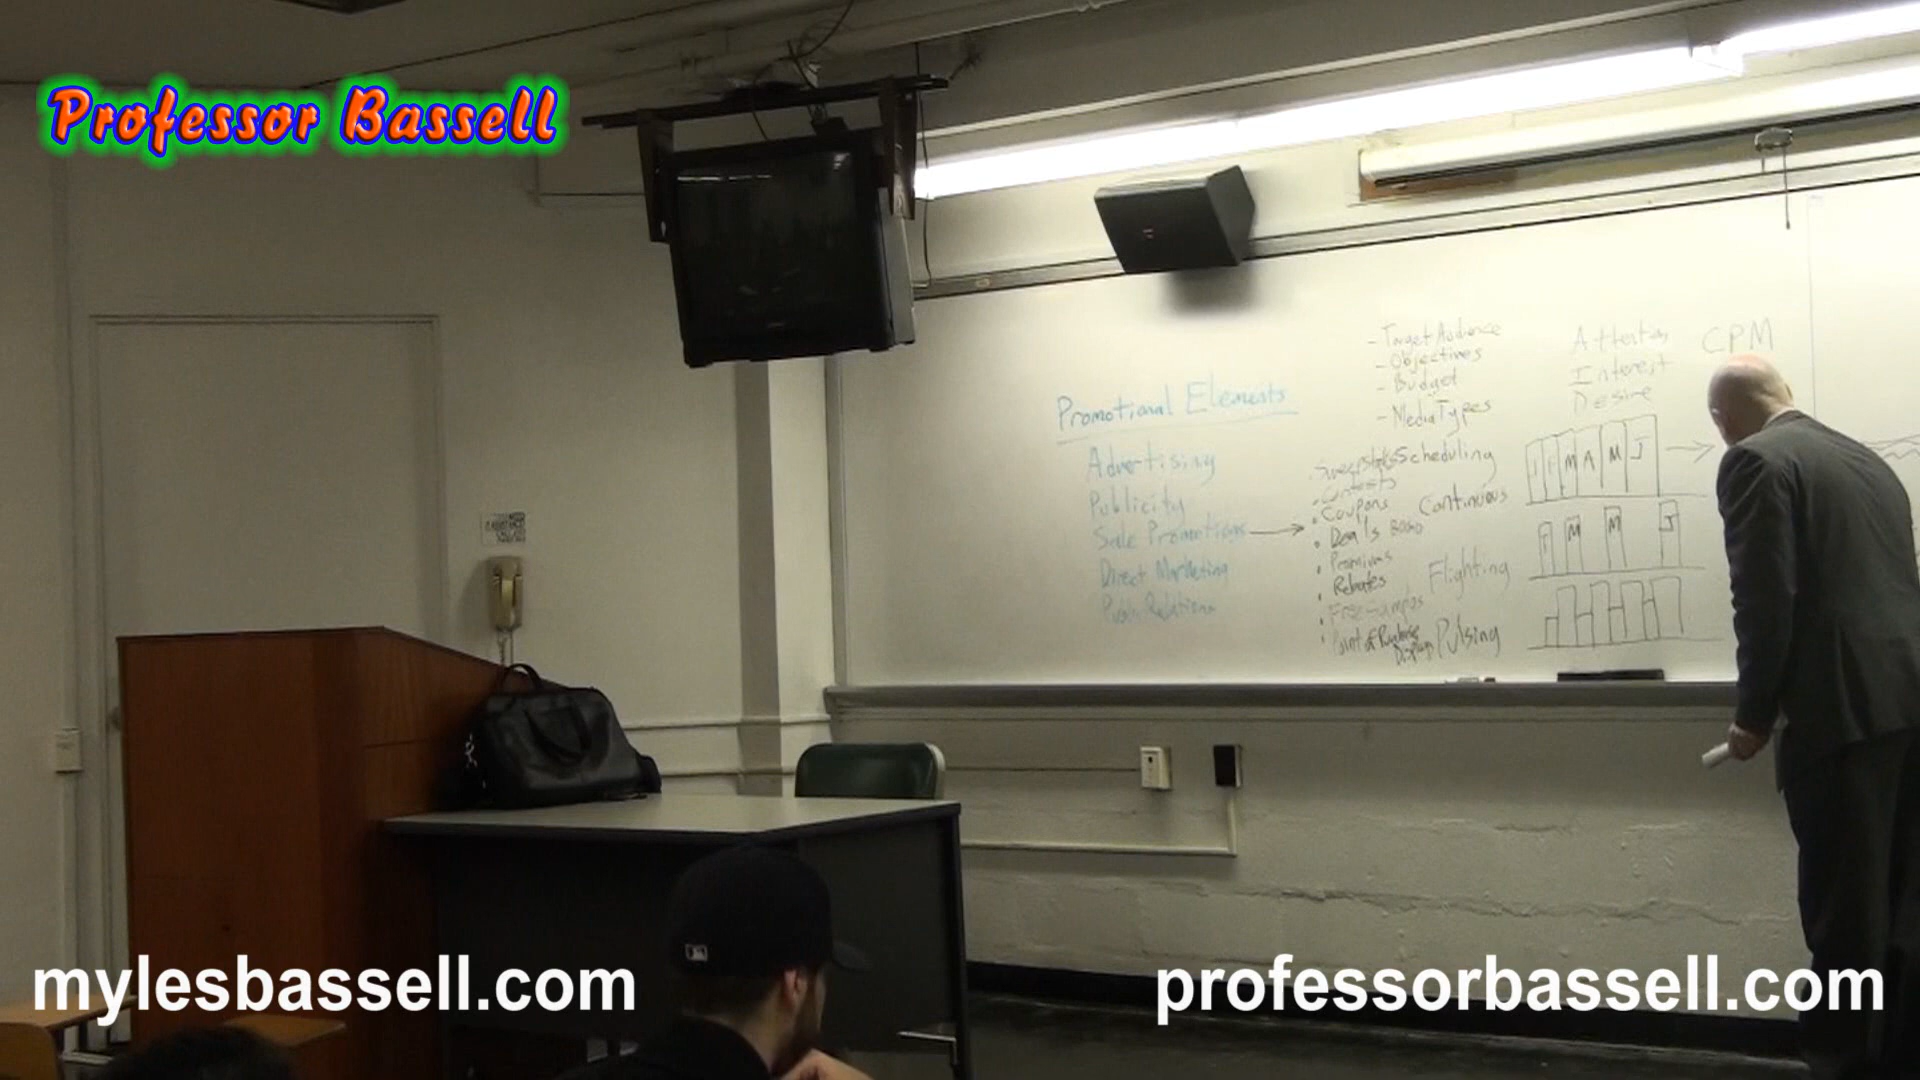 Professor Bassell
Promotional Elements
Advertising
Publicity
Sale Promotions
Direct Marketing
Public Relations
- Target Audience
- Objectives
- Budget
- Media Types
Scheduling
Sweepstakes
• Contests
• Coupons
• Deals BOGO
• Premiums
• Rebates
• Free Samples
• Point of Purchase
Displays
Continuous
Flighting
Pulsing
Attention
Interest
Desire
CPM
J F M A M J
F M M J
mylesbassell.com
professorbassell.com